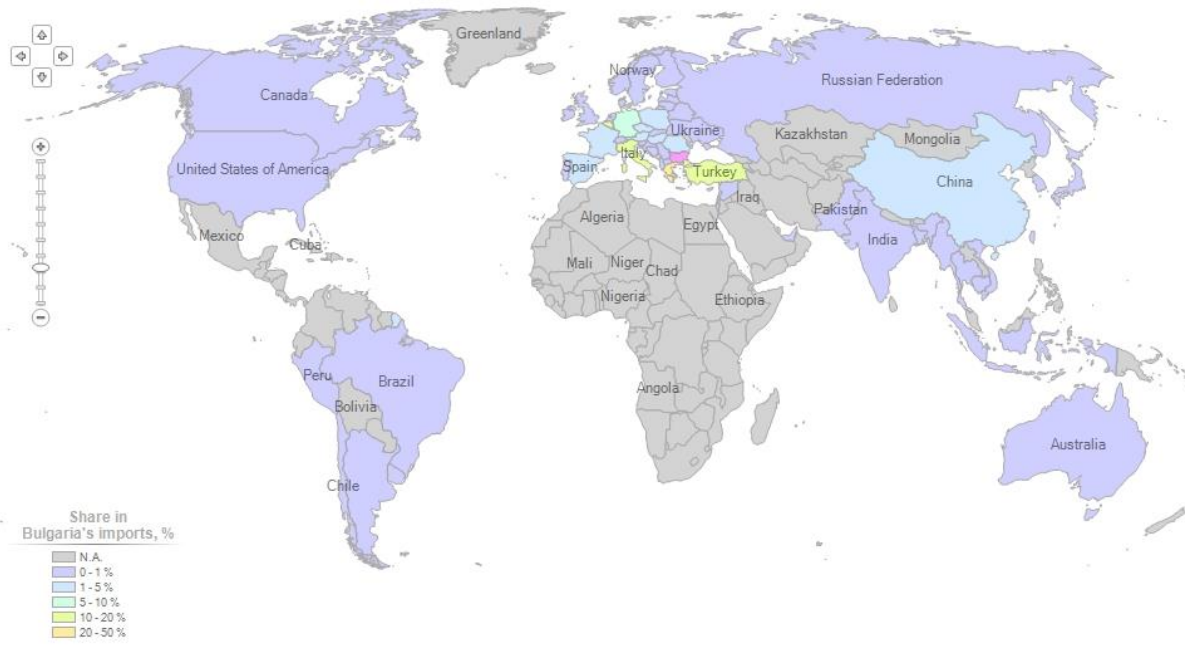 Greenland
Norway
Russian Federation
Canada
Ukraine
Kazakhstan
Mongolia
Italy
Spain
United States of America
Turkey
China
Iraq
Pakistan
Algeria
Egypt
Mexico
Cuba
India
Mali
Niger
Chad
Nigeria
Ethiopia
Peru
Brazil
Angola
Bolivia
Australia
Chile
Share in
Bulgaria's imports, %
N.A.
0 - 1 %
1 - 5 %
5 - 10 %
10 - 20 %
20 - 50 %